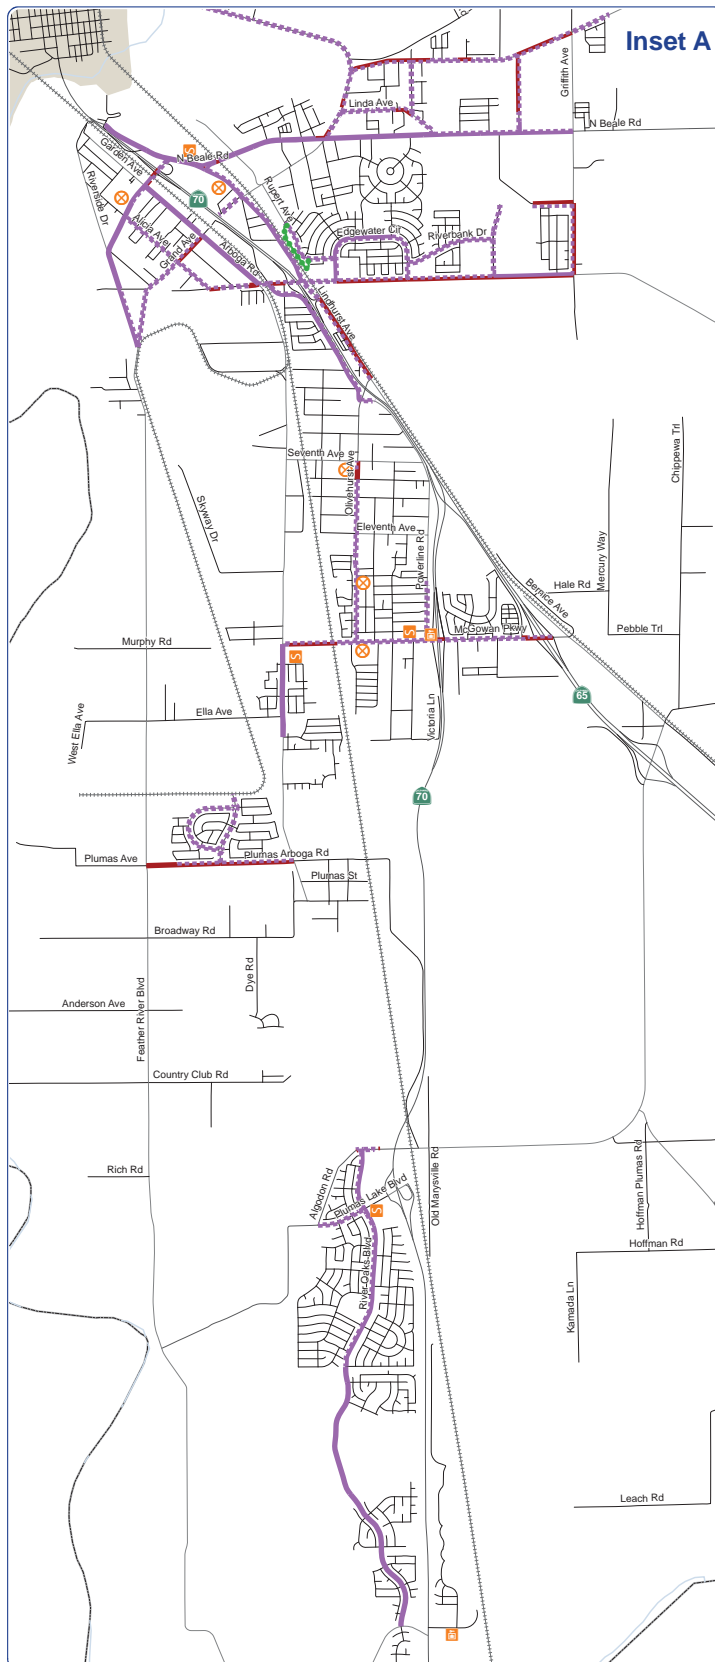 Inset A
Griffith Ave
Linda Ave
N Beale Rd
Garden Ave
N Beale Rd
S
Riverside Dr
70
Rupert Ave
Alicia Ave
Grand Ave
Arboga Rd
Edgewater Cir
Riverbank Dr
Lindhurst Ave
Seventh Ave
Olivehurst Ave
Chippewa Trl
Skyway Dr
Eleventh Ave
Powerline Rd
Mercury Way
Bernice Ave
Hale Rd
Murphy Rd
S
McGowan Pkwy
Pebble Trl
S
65
West Ella Ave
Ella Ave
Victoria Ln
70
Plumas Ave
Plumas Arboga Rd
Plumas St
Broadway Rd
Dye Rd
Anderson Ave
Feather River Blvd
Country Club Rd
Rich Rd
Algodon Rd
Plumas Lake Blvd
S
Old Marysville Rd
Hoffman Plumas Rd
Hoffman Rd
River Oaks Blvd
Kamada Ln
Leach Rd